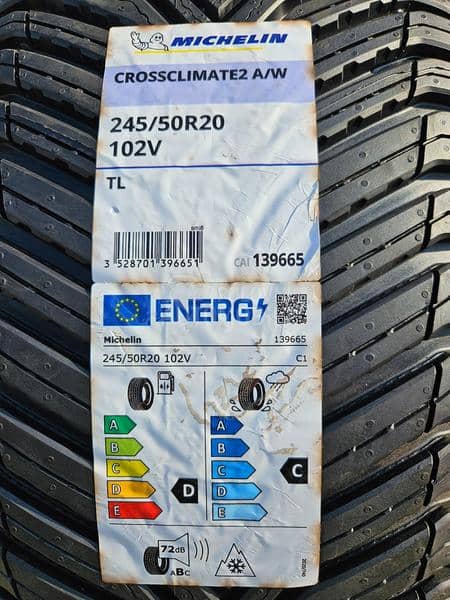 MICHELIN
CROSSCLIMATE2 A/W
245/50R20
102V
TL
3 528701 396651
CAI 139665
ENERG
Michelin 139665
245/50R20 102V C1
A A
B B
C C
D D
E E
D
C
72dB
ABC